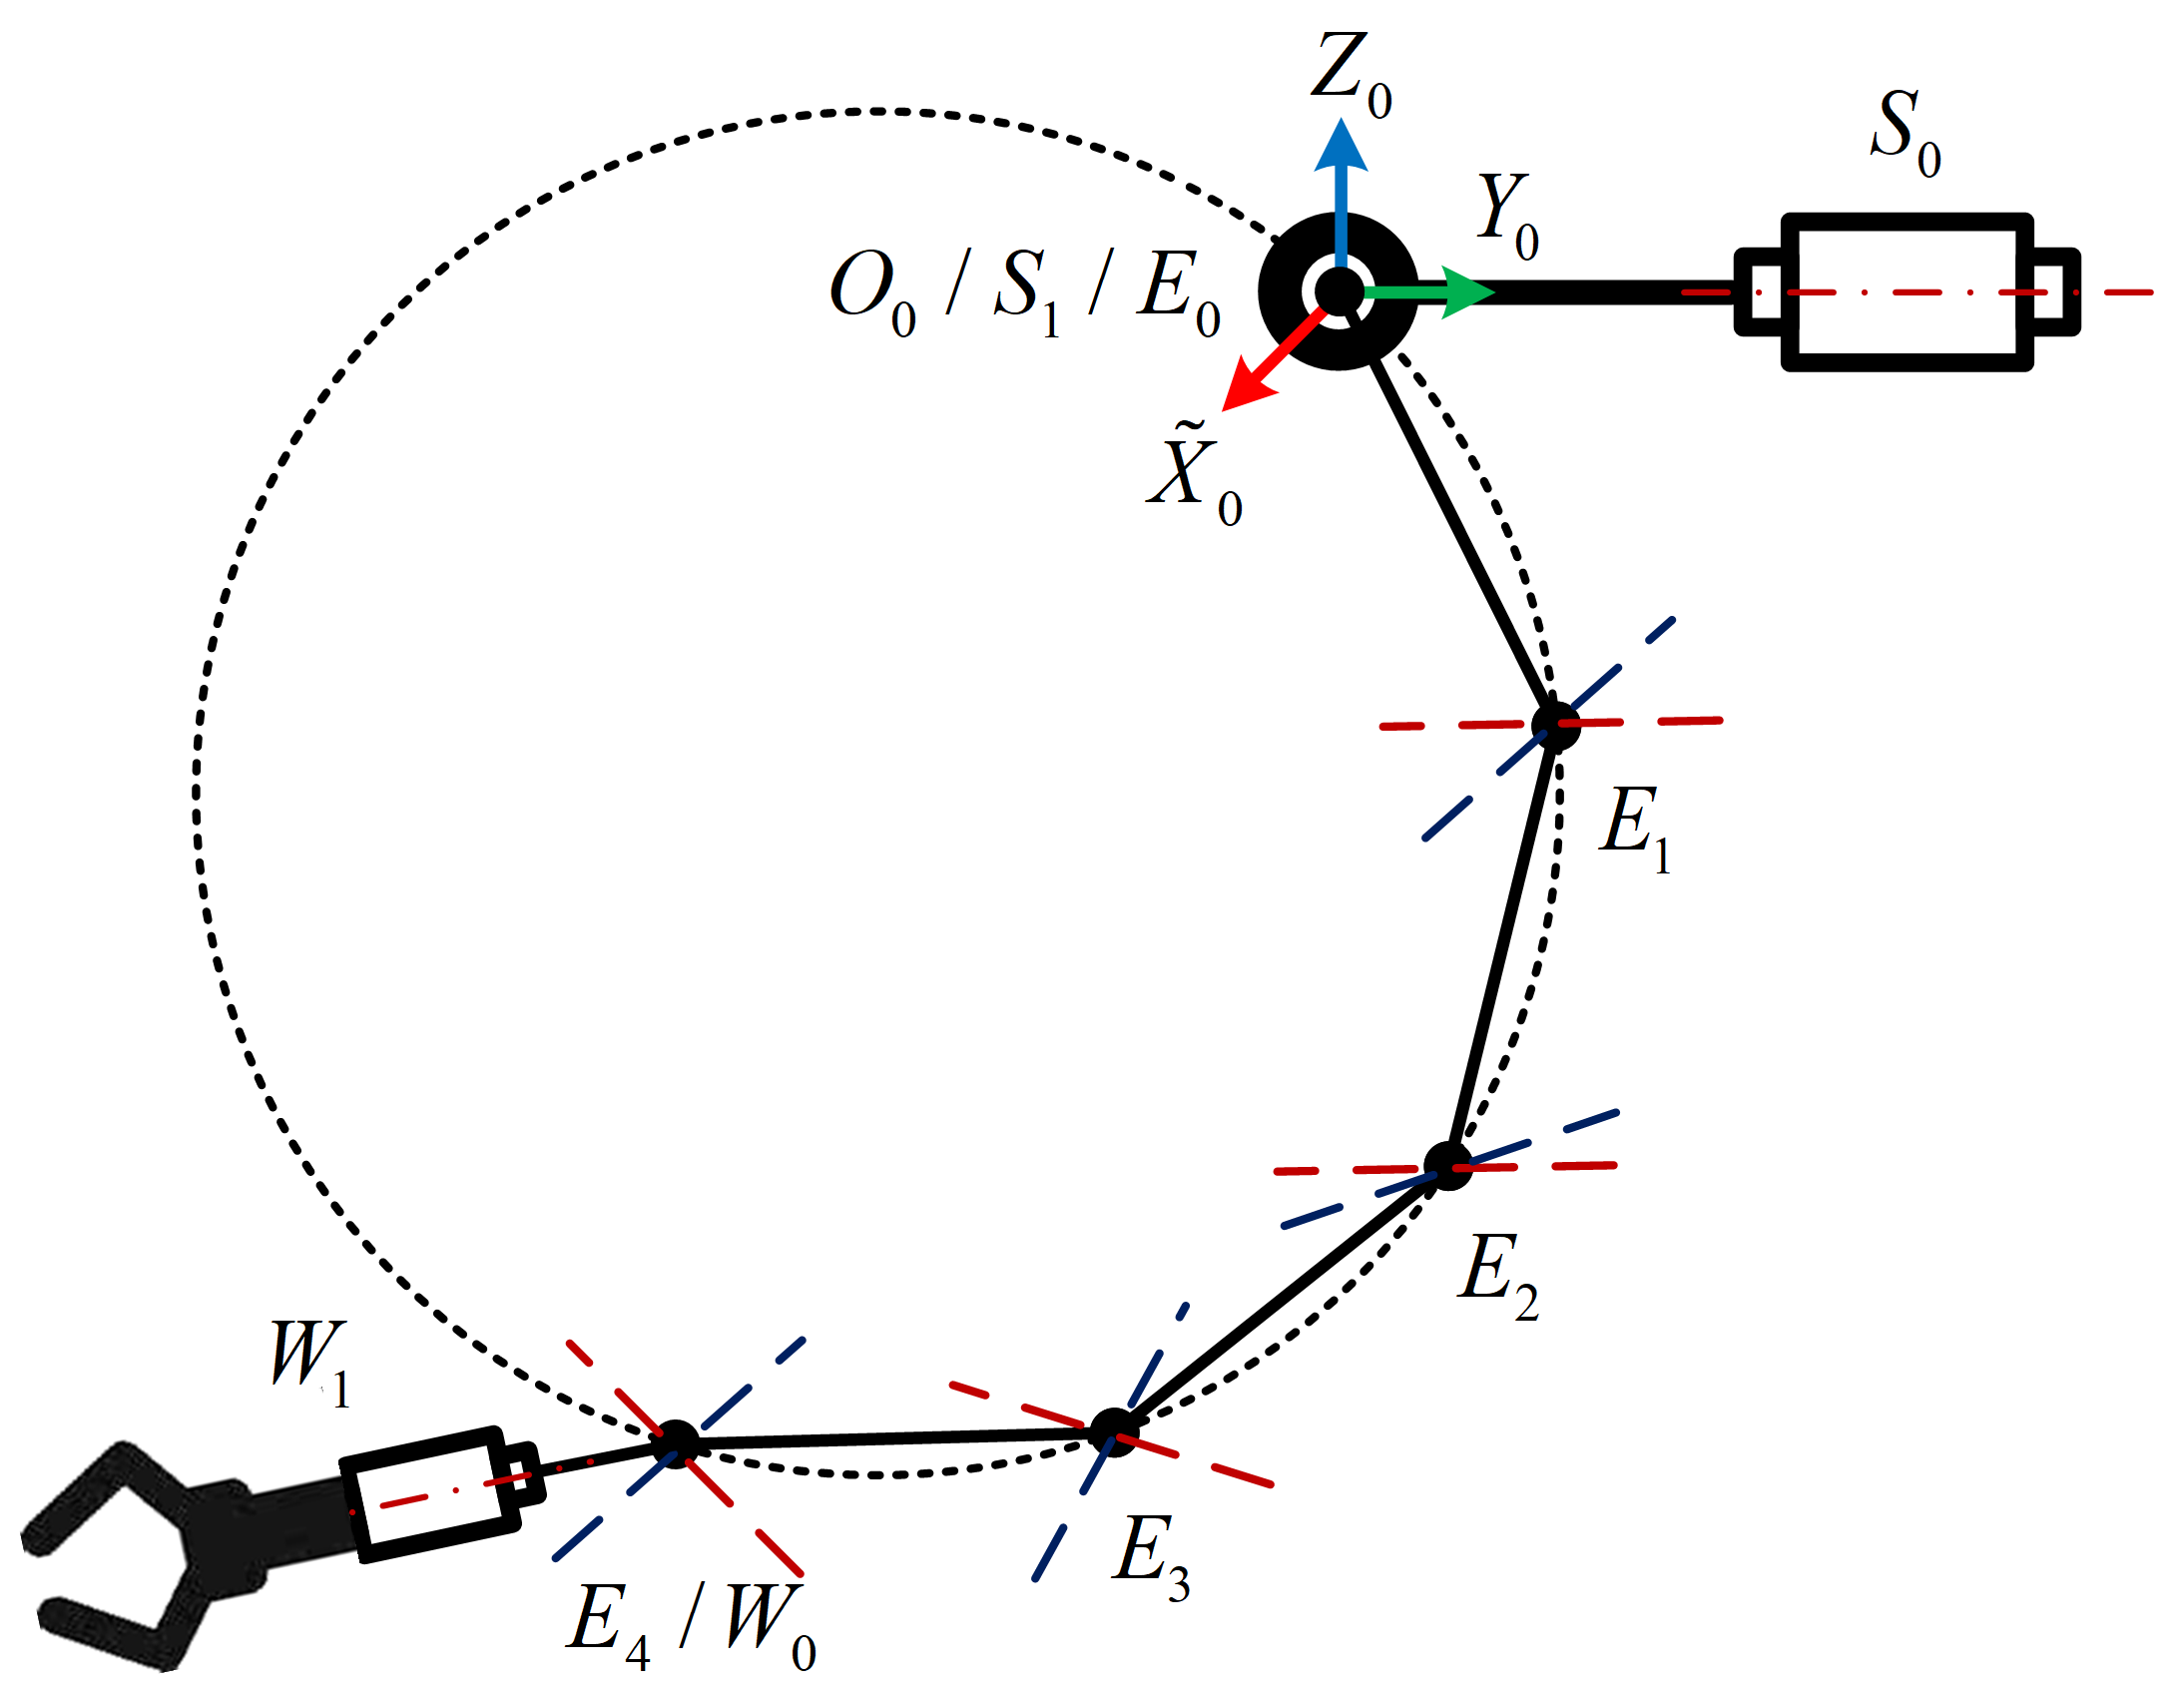 Z₀
S₀
Y₀
O₀ / S₁ / E₀
X̃₀
E₁
E₂
W₁
E₃
E₄ / W₀